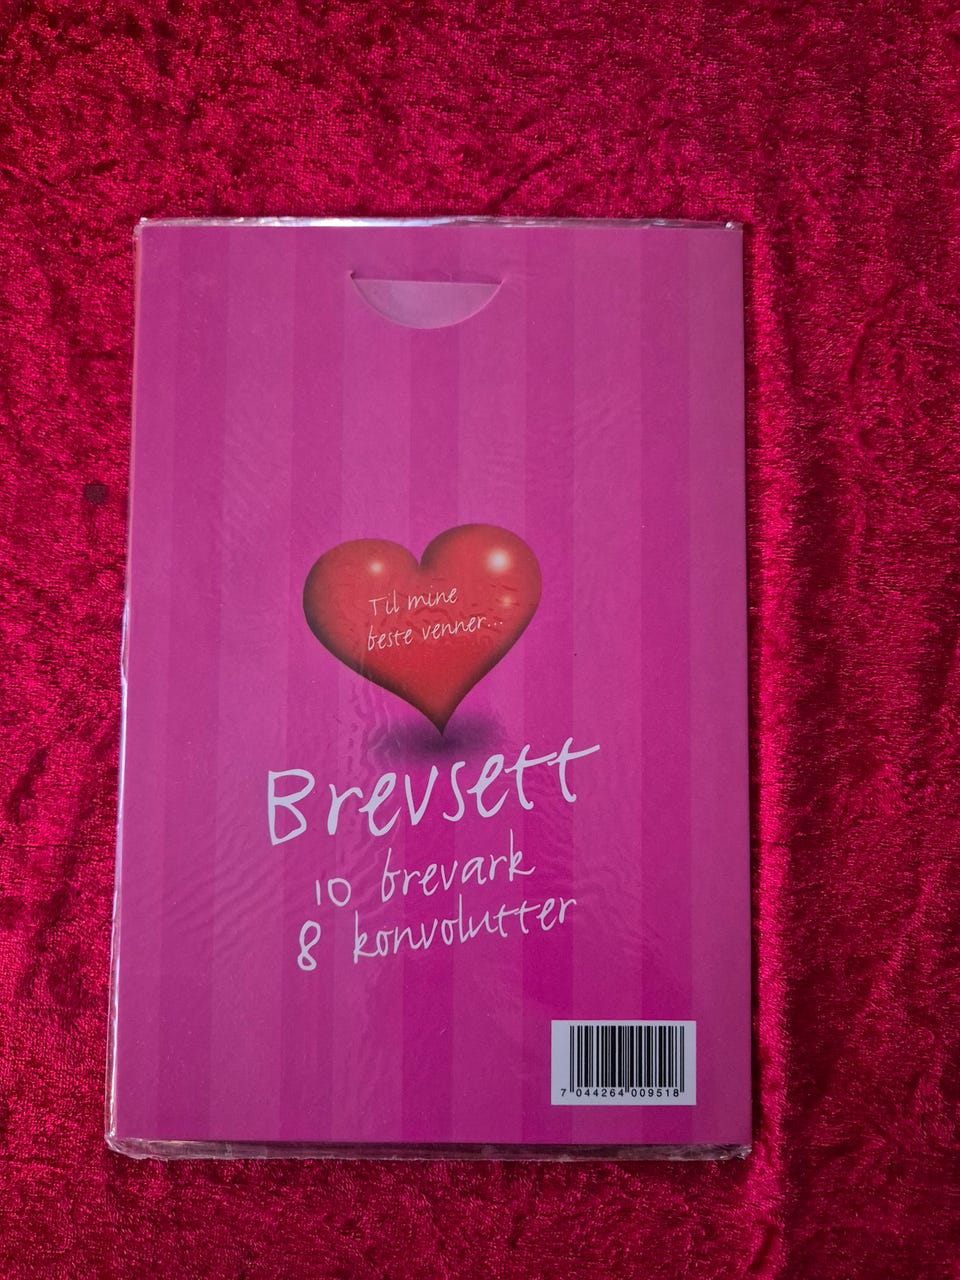 Til mine
beste venner...
Brevsett
10 brevark
8 konvolutter
7 044264 009518